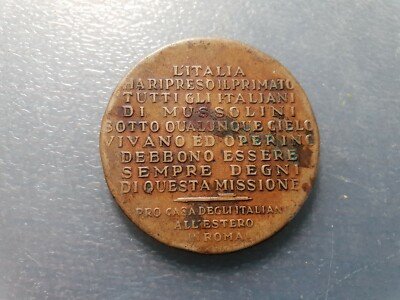 L'ITALIA
HA RIPRESO IL PRIMATO
TUTTI GLI ITALIANI
DI MUSSOLINI
SOTTO QUALUNQUE CIELO
VIVANO ED OPERINO
DEBBONO ESSERE
SEMPRE DEGNI
DI QUESTA MISSIONE
PRO CASA DEGLI ITALIANI
ALL'ESTERO
IN ROMA